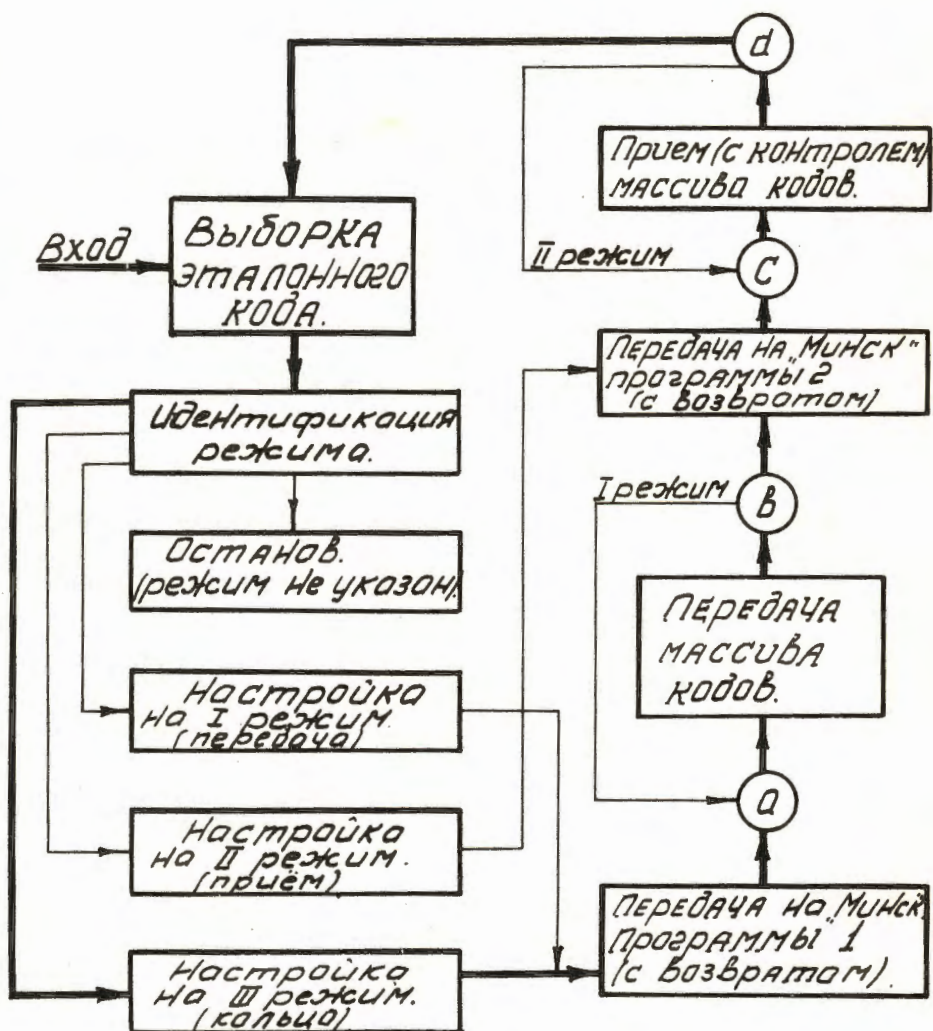 Вход
Выборка
эталонного
кода.
Идентификация
режима.
Останов.
(режим не указан).
Настройка
на I режим.
(передача)
Настройка
на II режим.
(приём)
Настройка
на III режим.
(кольцо)
d
Прием (с контролем)
массива кодов.
II режим
c
Передача на „Минск"
программы 2
(с возвратом)
I режим
в
Передача
массива
кодов.
a
Передача на „Минск"
Программы 1
(с возвратом).